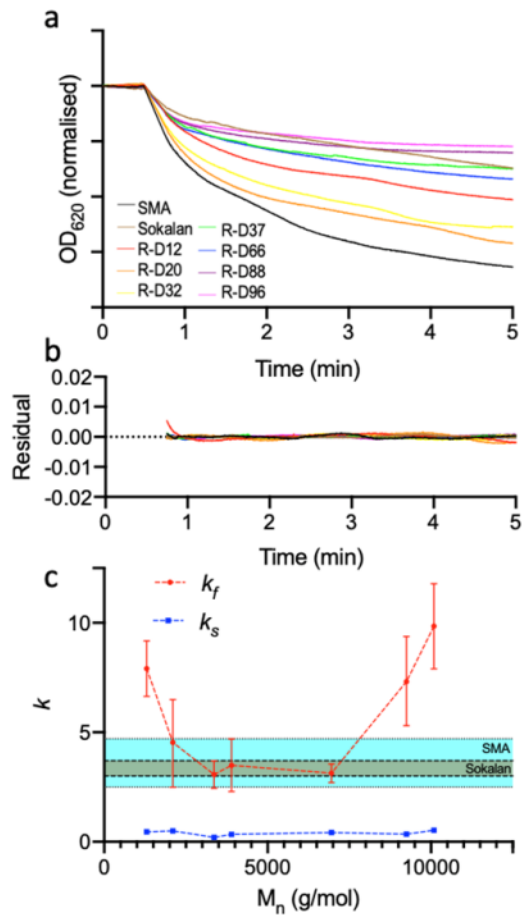 a
OD620 (normalised)
SMA
Sokalan
R-D12
R-D20
R-D32
R-D37
R-D66
R-D88
R-D96
0 1 2 3 4 5
Time (min)
b
Residual
0.02
0.01
0.00
-0.01
-0.02
0 1 2 3 4 5
Time (min)
c
k
kf
ks
10
5
0
SMA
Sokalan
0 5000 10000
Mn (g/mol)